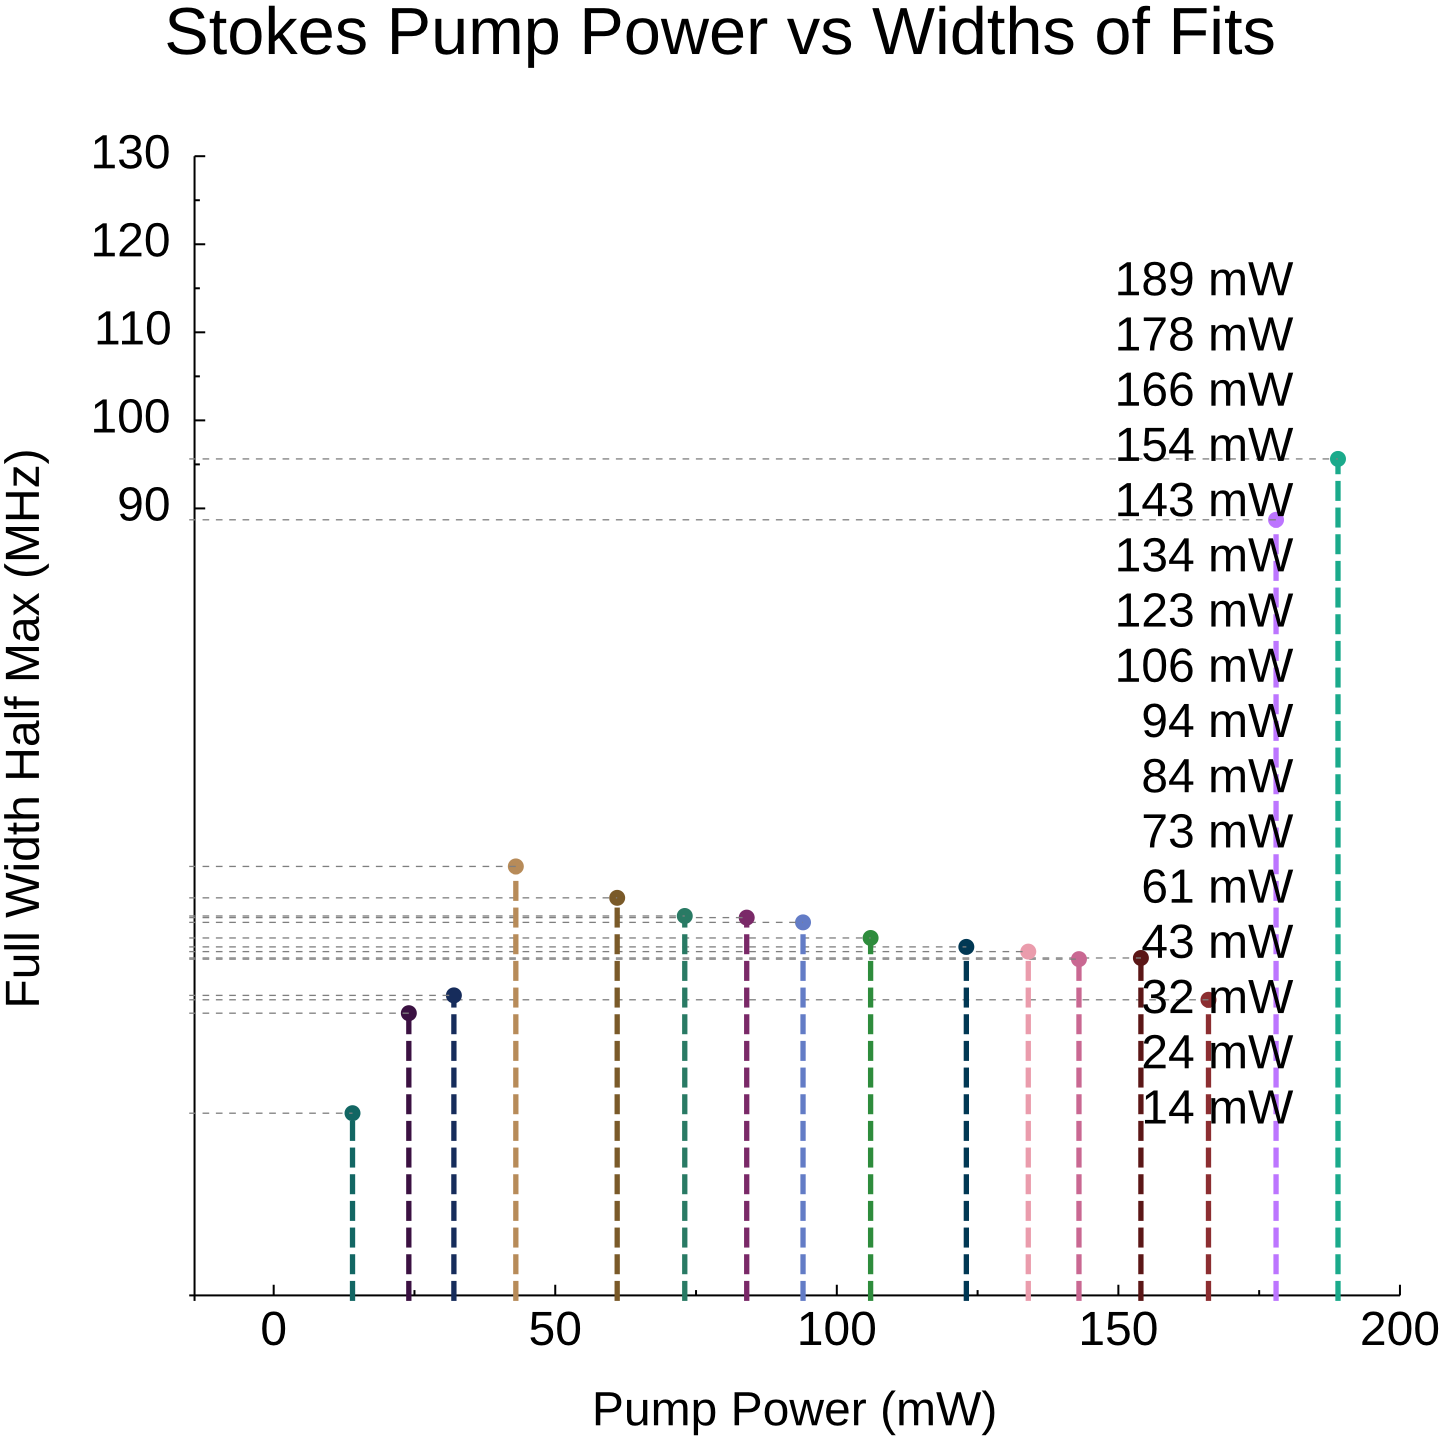 Stokes Pump Power vs Widths of Fits
130
120
110
100
90
Full Width Half Max (MHz)
189 mW
178 mW
166 mW
154 mW
143 mW
134 mW
123 mW
106 mW
94 mW
84 mW
73 mW
61 mW
43 mW
32 mW
24 mW
14 mW
0 50 100 150 200
Pump Power (mW)